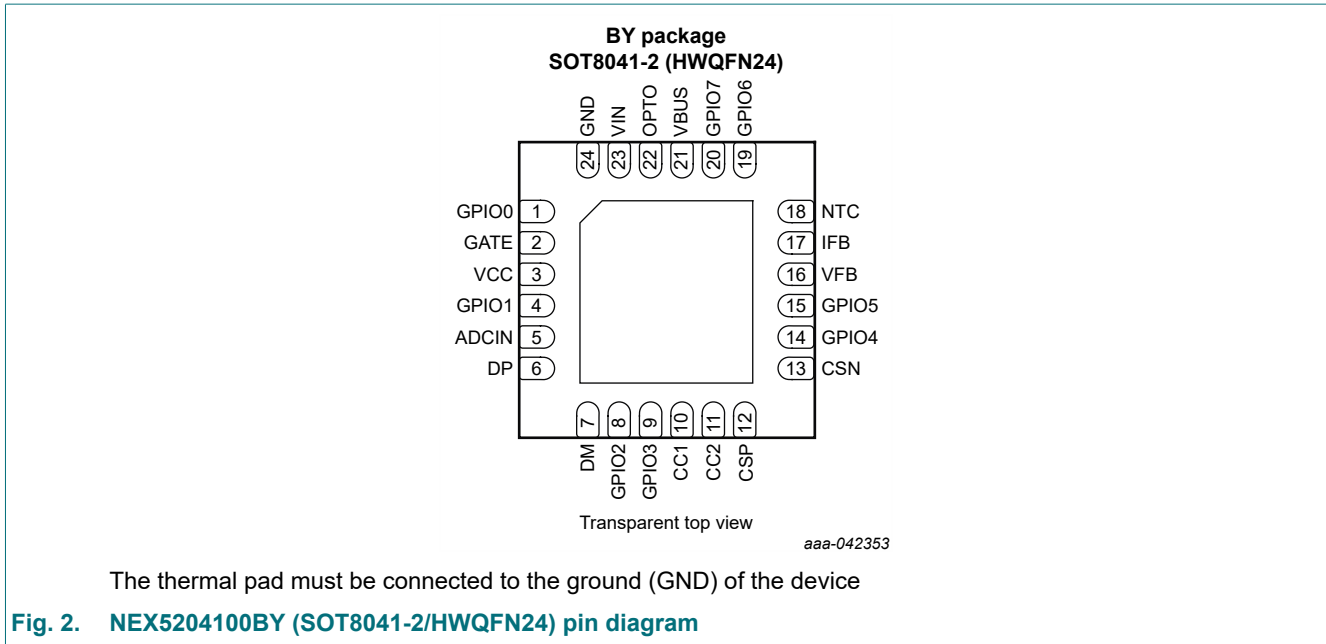 BY package
SOT8041-2 (HWQFN24)
GND
VIN
OPTO
VBUS
GPIO7
GPIO6
24
23
22
21
20
19
GPIO0 1
GATE 2
VCC 3
GPIO1 4
ADCIN 5
DP 6
18 NTC
17 IFB
16 VFB
15 GPIO5
14 GPIO4
13 CSN
7
8
9
10
11
12
DM
GPIO2
GPIO3
CC1
CC2
CSP
Transparent top view
aaa-042353
The thermal pad must be connected to the ground (GND) of the device
Fig. 2. NEX5204100BY (SOT8041-2/HWQFN24) pin diagram